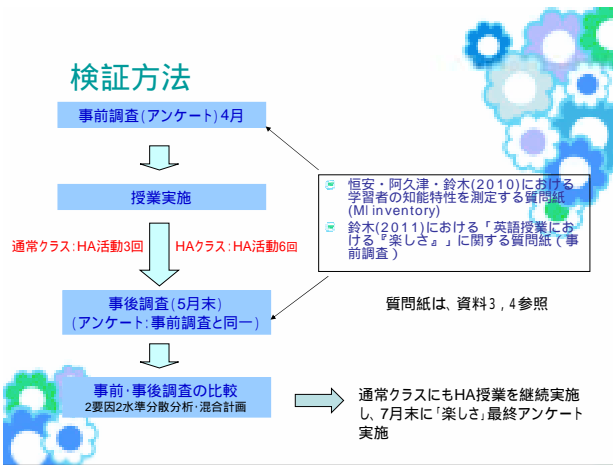 検証方法
事前調査(アンケート)4月
授業実施
通常クラス:HA活動3回
HAクラス:HA活動6回
恒安・阿久津・鈴木(2010)における
学習者の知能特性を測定する質問紙
(MI inventory)
鈴木(2011)における「英語授業にお
ける『楽しさ』」に関する質問紙(事
前調査)
事後調査(5月末)
(アンケート:事前調査と同一)
質問紙は、資料3,4参照
事前・事後調査の比較
2要因2水準分散分析・混合計画
通常クラスにもHA授業を継続実施
し、7月末に「楽しさ」最終アンケート
実施